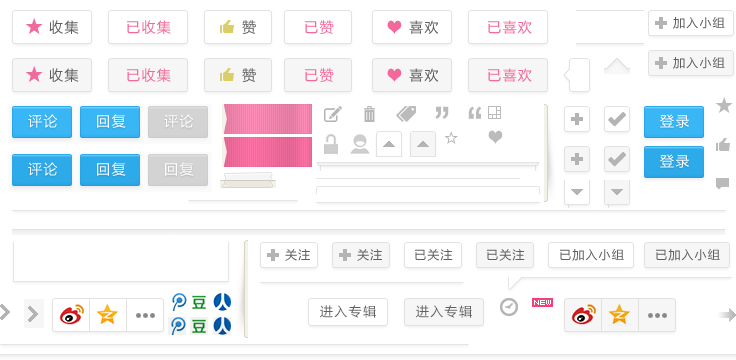 收集 已收集 赞 已赞 喜欢 已喜欢 加入小组
收集 已收集 赞 已赞 喜欢 已喜欢 加入小组
评论 回复 评论 登录
评论 回复 回复 登录
关注 关注 已关注 已关注 已加入小组 已加入小组
豆
进入专辑 进入专辑 NEW
豆